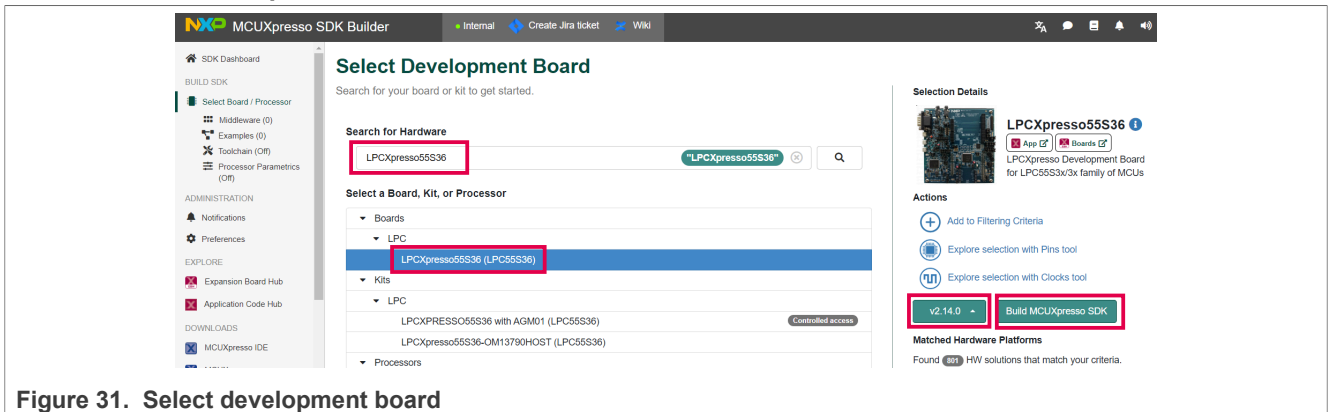 NXP MCUXpresso SDK Builder
Internal
Create Jira ticket
Wiki
SDK Dashboard
BUILD SDK
Select Board / Processor
Middleware (0)
Examples (0)
Toolchain (Off)
Processor Parametrics
(Off)
ADMINISTRATION
Notifications
Preferences
EXPLORE
Expansion Board Hub
Application Code Hub
DOWNLOADS
MCUXpresso IDE
Select Development Board
Search for your board or kit to get started.
Search for Hardware
LPCXpresso55S36
"LPCXpresso55S36"
Select a Board, Kit, or Processor
Boards
LPC
LPCXpresso55S36 (LPC55S36)
Kits
LPC
LPCXPRESSO55S36 with AGM01 (LPC55S36)
Controlled access
LPCXpresso55S36-OM13790HOST (LPC55S36)
Processors
Selection Details
LPCXpresso55S36
App
Boards
LPCXpresso Development Board
for LPC55S3x/3x family of MCUs
Actions
Add to Filtering Criteria
Explore selection with Pins tool
Explore selection with Clocks tool
v2.14.0
Build MCUXpresso SDK
Matched Hardware Platforms
Found 801 HW solutions that match your criteria.
Figure 31. Select development board